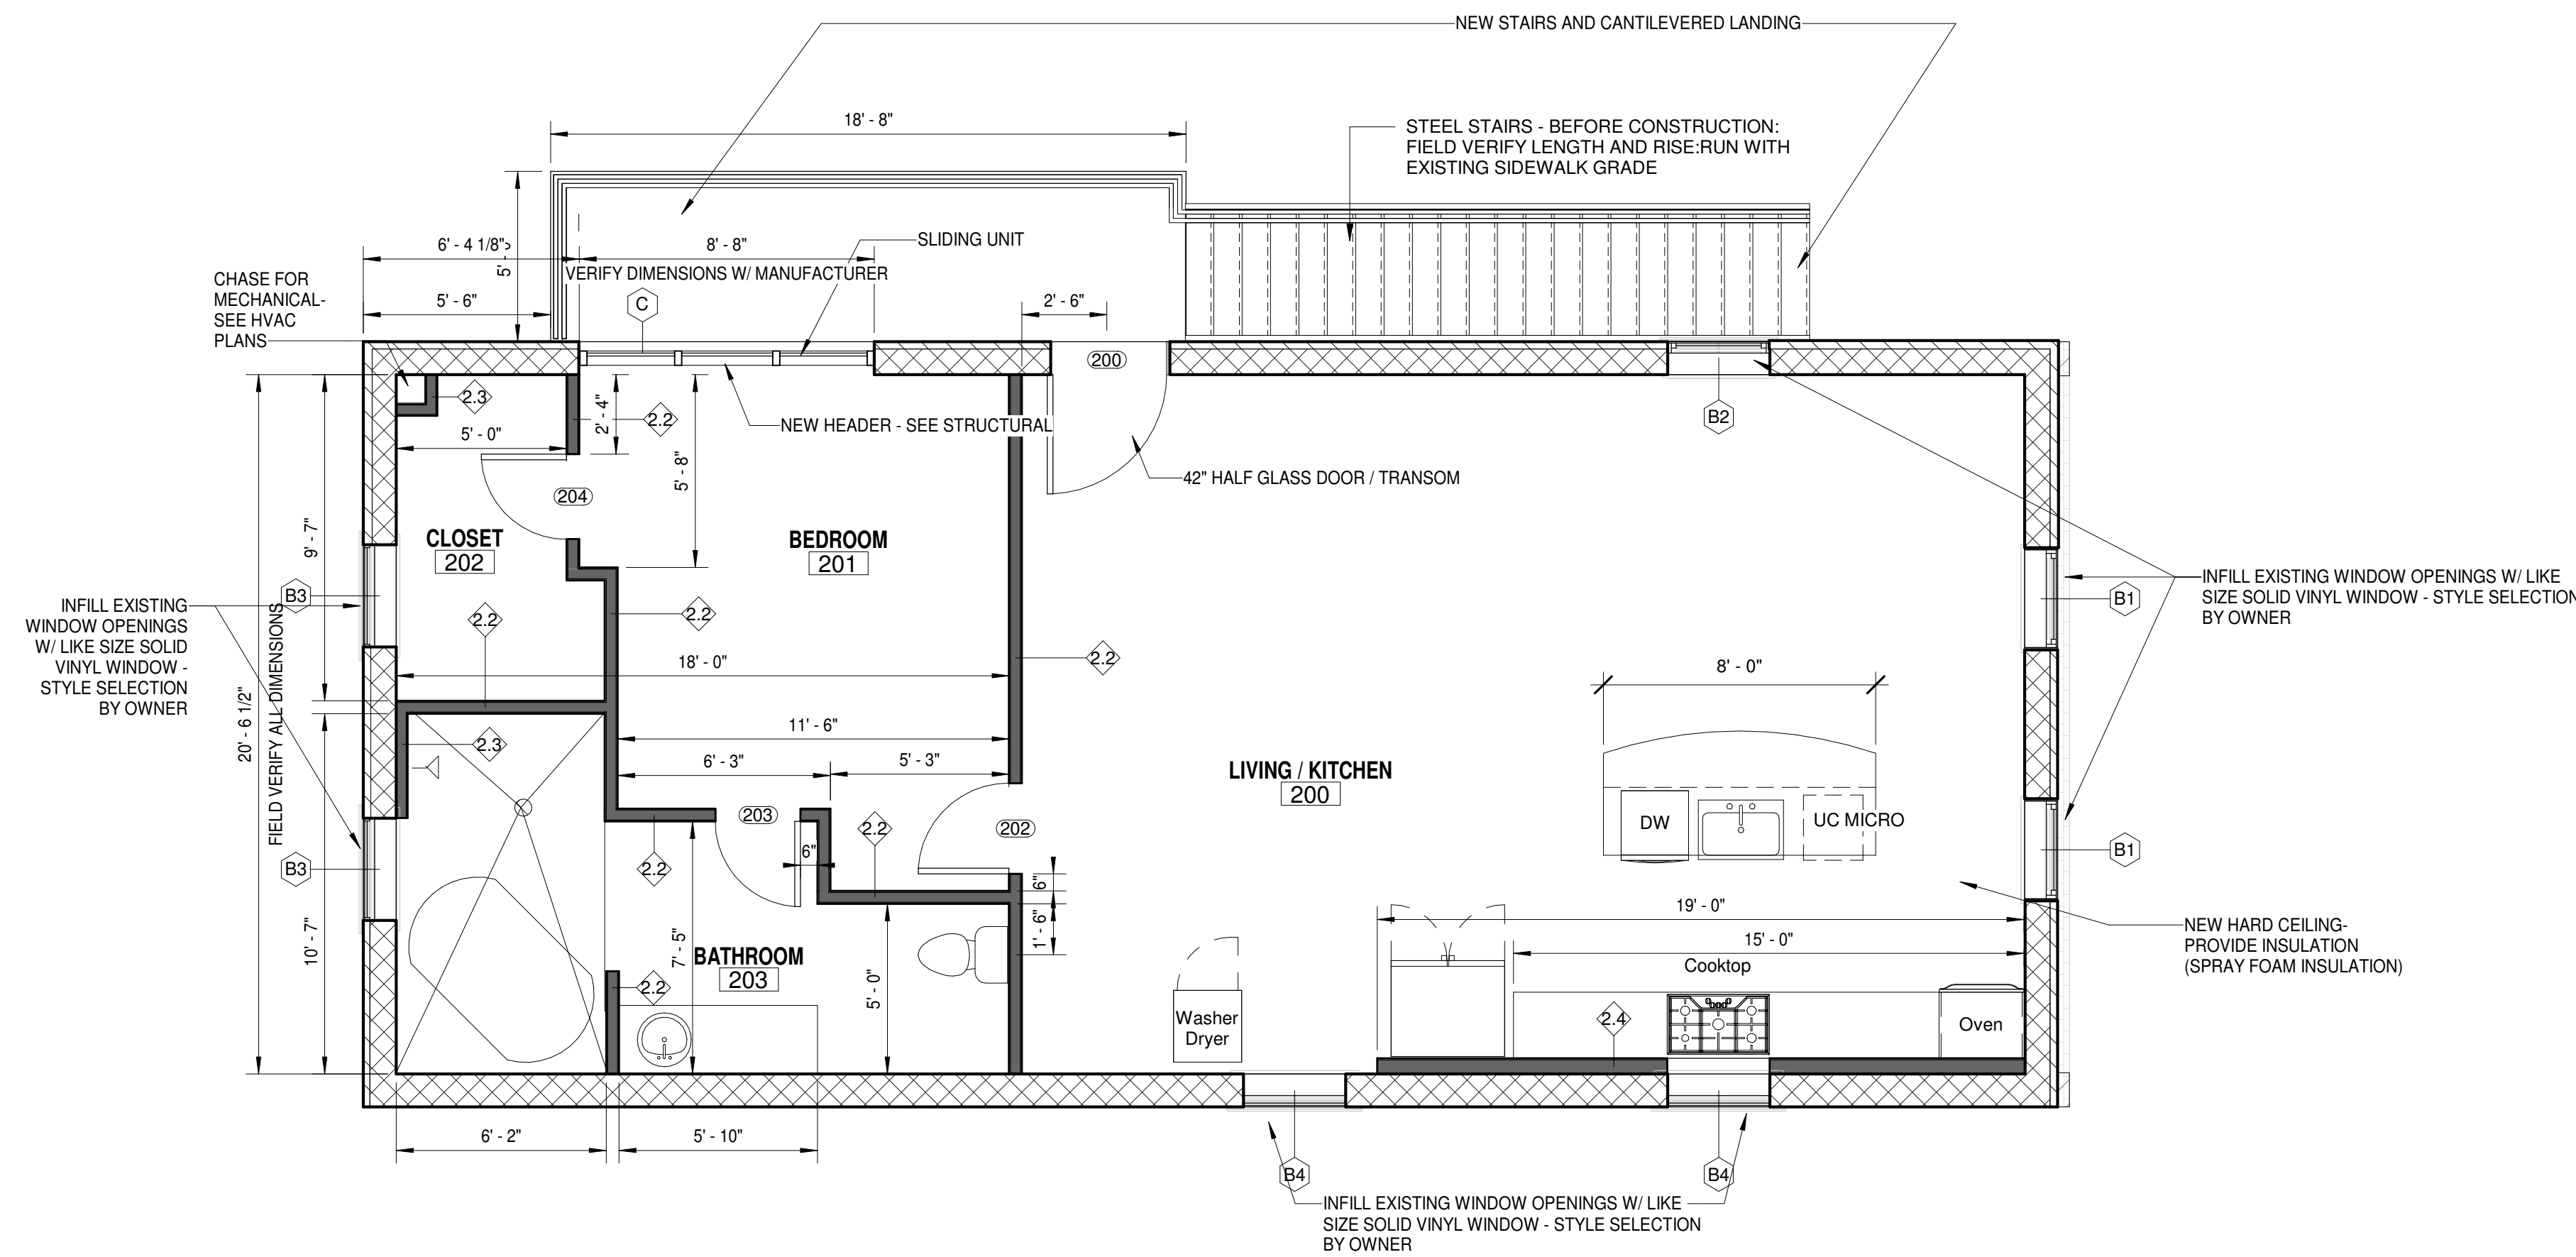 NEW STAIRS AND CANTILEVERED LANDING
18' - 8"
STEEL STAIRS - BEFORE CONSTRUCTION:
FIELD VERIFY LENGTH AND RISE:RUN WITH
EXISTING SIDEWALK GRADE
6' - 4 1/8"
5' -
8' - 8"
SLIDING UNIT
VERIFY DIMENSIONS W/ MANUFACTURER
CHASE FOR
MECHANICAL-
SEE HVAC
PLANS
5' - 6"
C
2' - 6"
200
2.3
2' - 4"
2.2
NEW HEADER - SEE STRUCTURAL
B2
5' - 0"
5' - 8"
42" HALF GLASS DOOR / TRANSOM
204
CLOSET
202
BEDROOM
201
9' - 7"
B3
INFILL EXISTING
WINDOW OPENINGS
W/ LIKE SIZE SOLID
VINYL WINDOW -
STYLE SELECTION
BY OWNER
INFILL EXISTING WINDOW OPENINGS W/ LIKE
SIZE SOLID VINYL WINDOW - STYLE SELECTION
BY OWNER
B1
2.2
2.2
2.2
18' - 0"
8' - 0"
20' - 6 1/2"
FIELD VERIFY ALL DIMENSIONS
2.3
11' - 6"
6' - 3"
5' - 3"
LIVING / KITCHEN
200
203
2.2
202
DW
UC MICRO
B1
B3
2.2
6"
6"
19' - 0"
10' - 7"
7' - 5"
BATHROOM
203
5' - 0"
1' - 6"
15' - 0"
Cooktop
NEW HARD CEILING-
PROVIDE INSULATION
(SPRAY FOAM INSULATION)
2.2
Washer
Dryer
2.4
Oven
6' - 2"
5' - 10"
B4
B4
INFILL EXISTING WINDOW OPENINGS W/ LIKE
SIZE SOLID VINYL WINDOW - STYLE SELECTION
BY OWNER